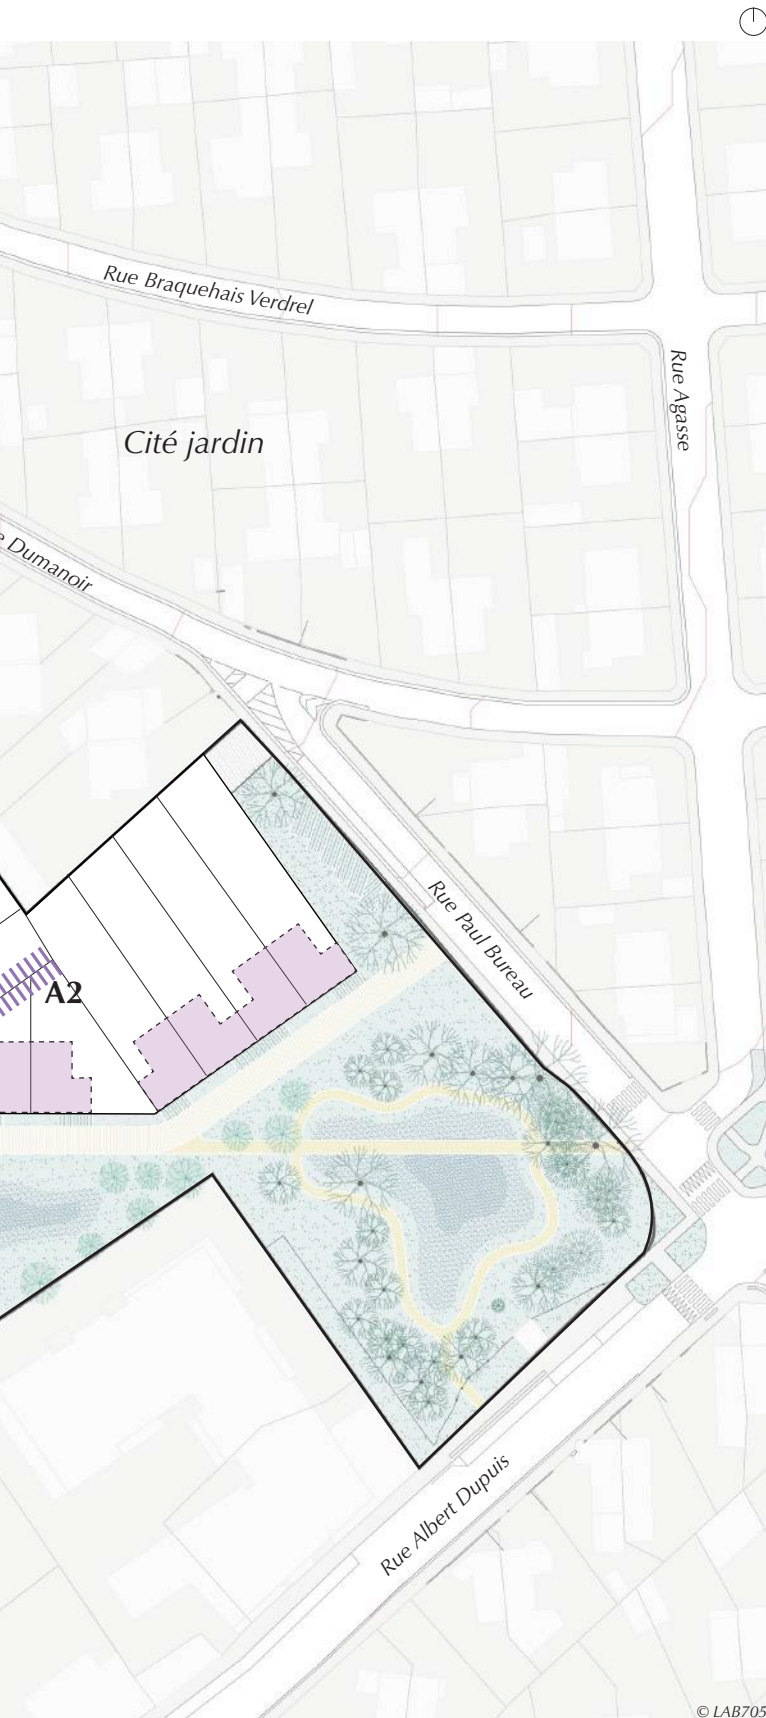 Rue Braquehais Verdrel
Rue Agasse
Cité jardin
Dumanoir
Rue Paul Bureau
A2
Rue Albert Dupuis
© LAB705